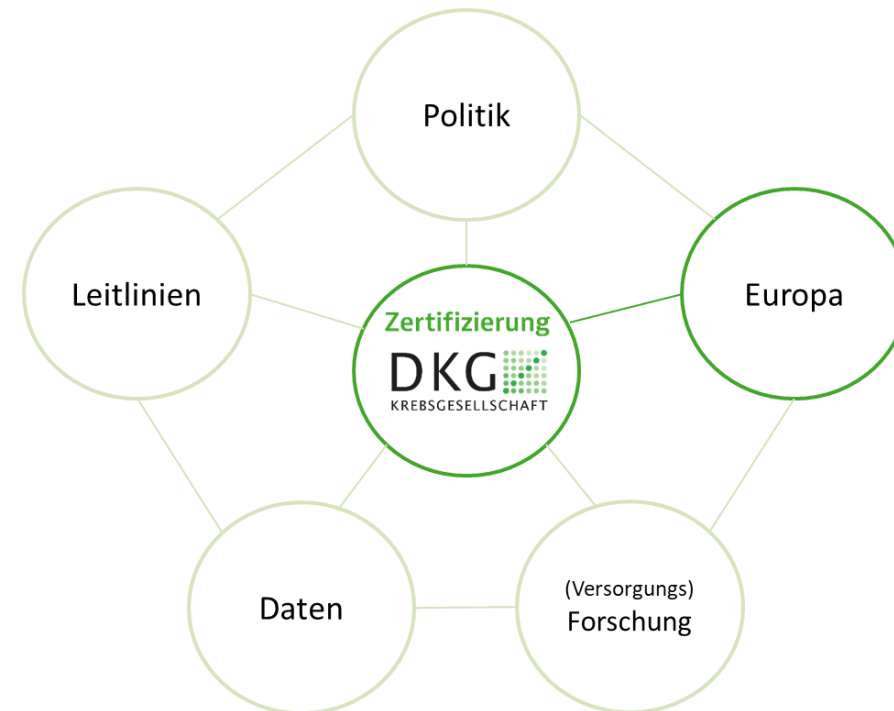 Politik
Leitlinien
Europa
Zertifizierung
DKG
KREBSGESELLSCHAFT
Daten
(Versorgungs)
Forschung